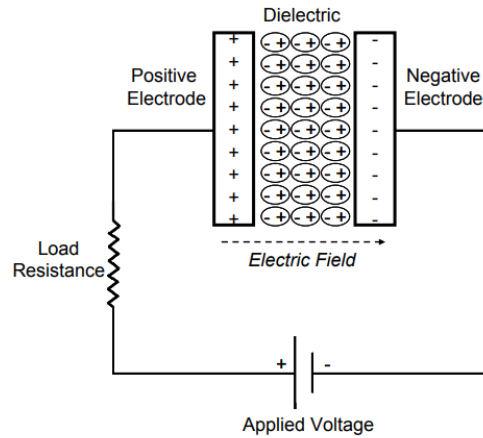 Dielectric
Positive
Electrode
Negative
Electrode
+ - + - + - + -
+ - + - + - + -
+ - + - + - + -
+ - + - + - + -
+ - + - + - + -
+ - + - + - + -
+ - + - + - + -
+ - + - + - + -
+ - + - + - + -
Electric Field
Load
Resistance
+ -
Applied Voltage